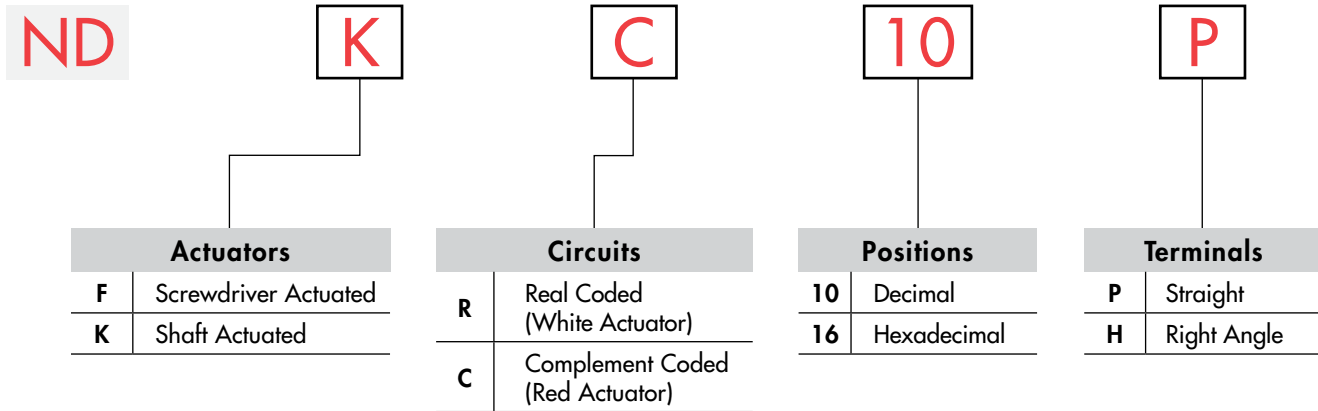 ND K C 10 P
Actuators
F Screwdriver Actuated
K Shaft Actuated
Circuits
R Real Coded
(White Actuator)
C Complement Coded
(Red Actuator)
Positions
10 Decimal
16 Hexadecimal
Terminals
P Straight
H Right Angle